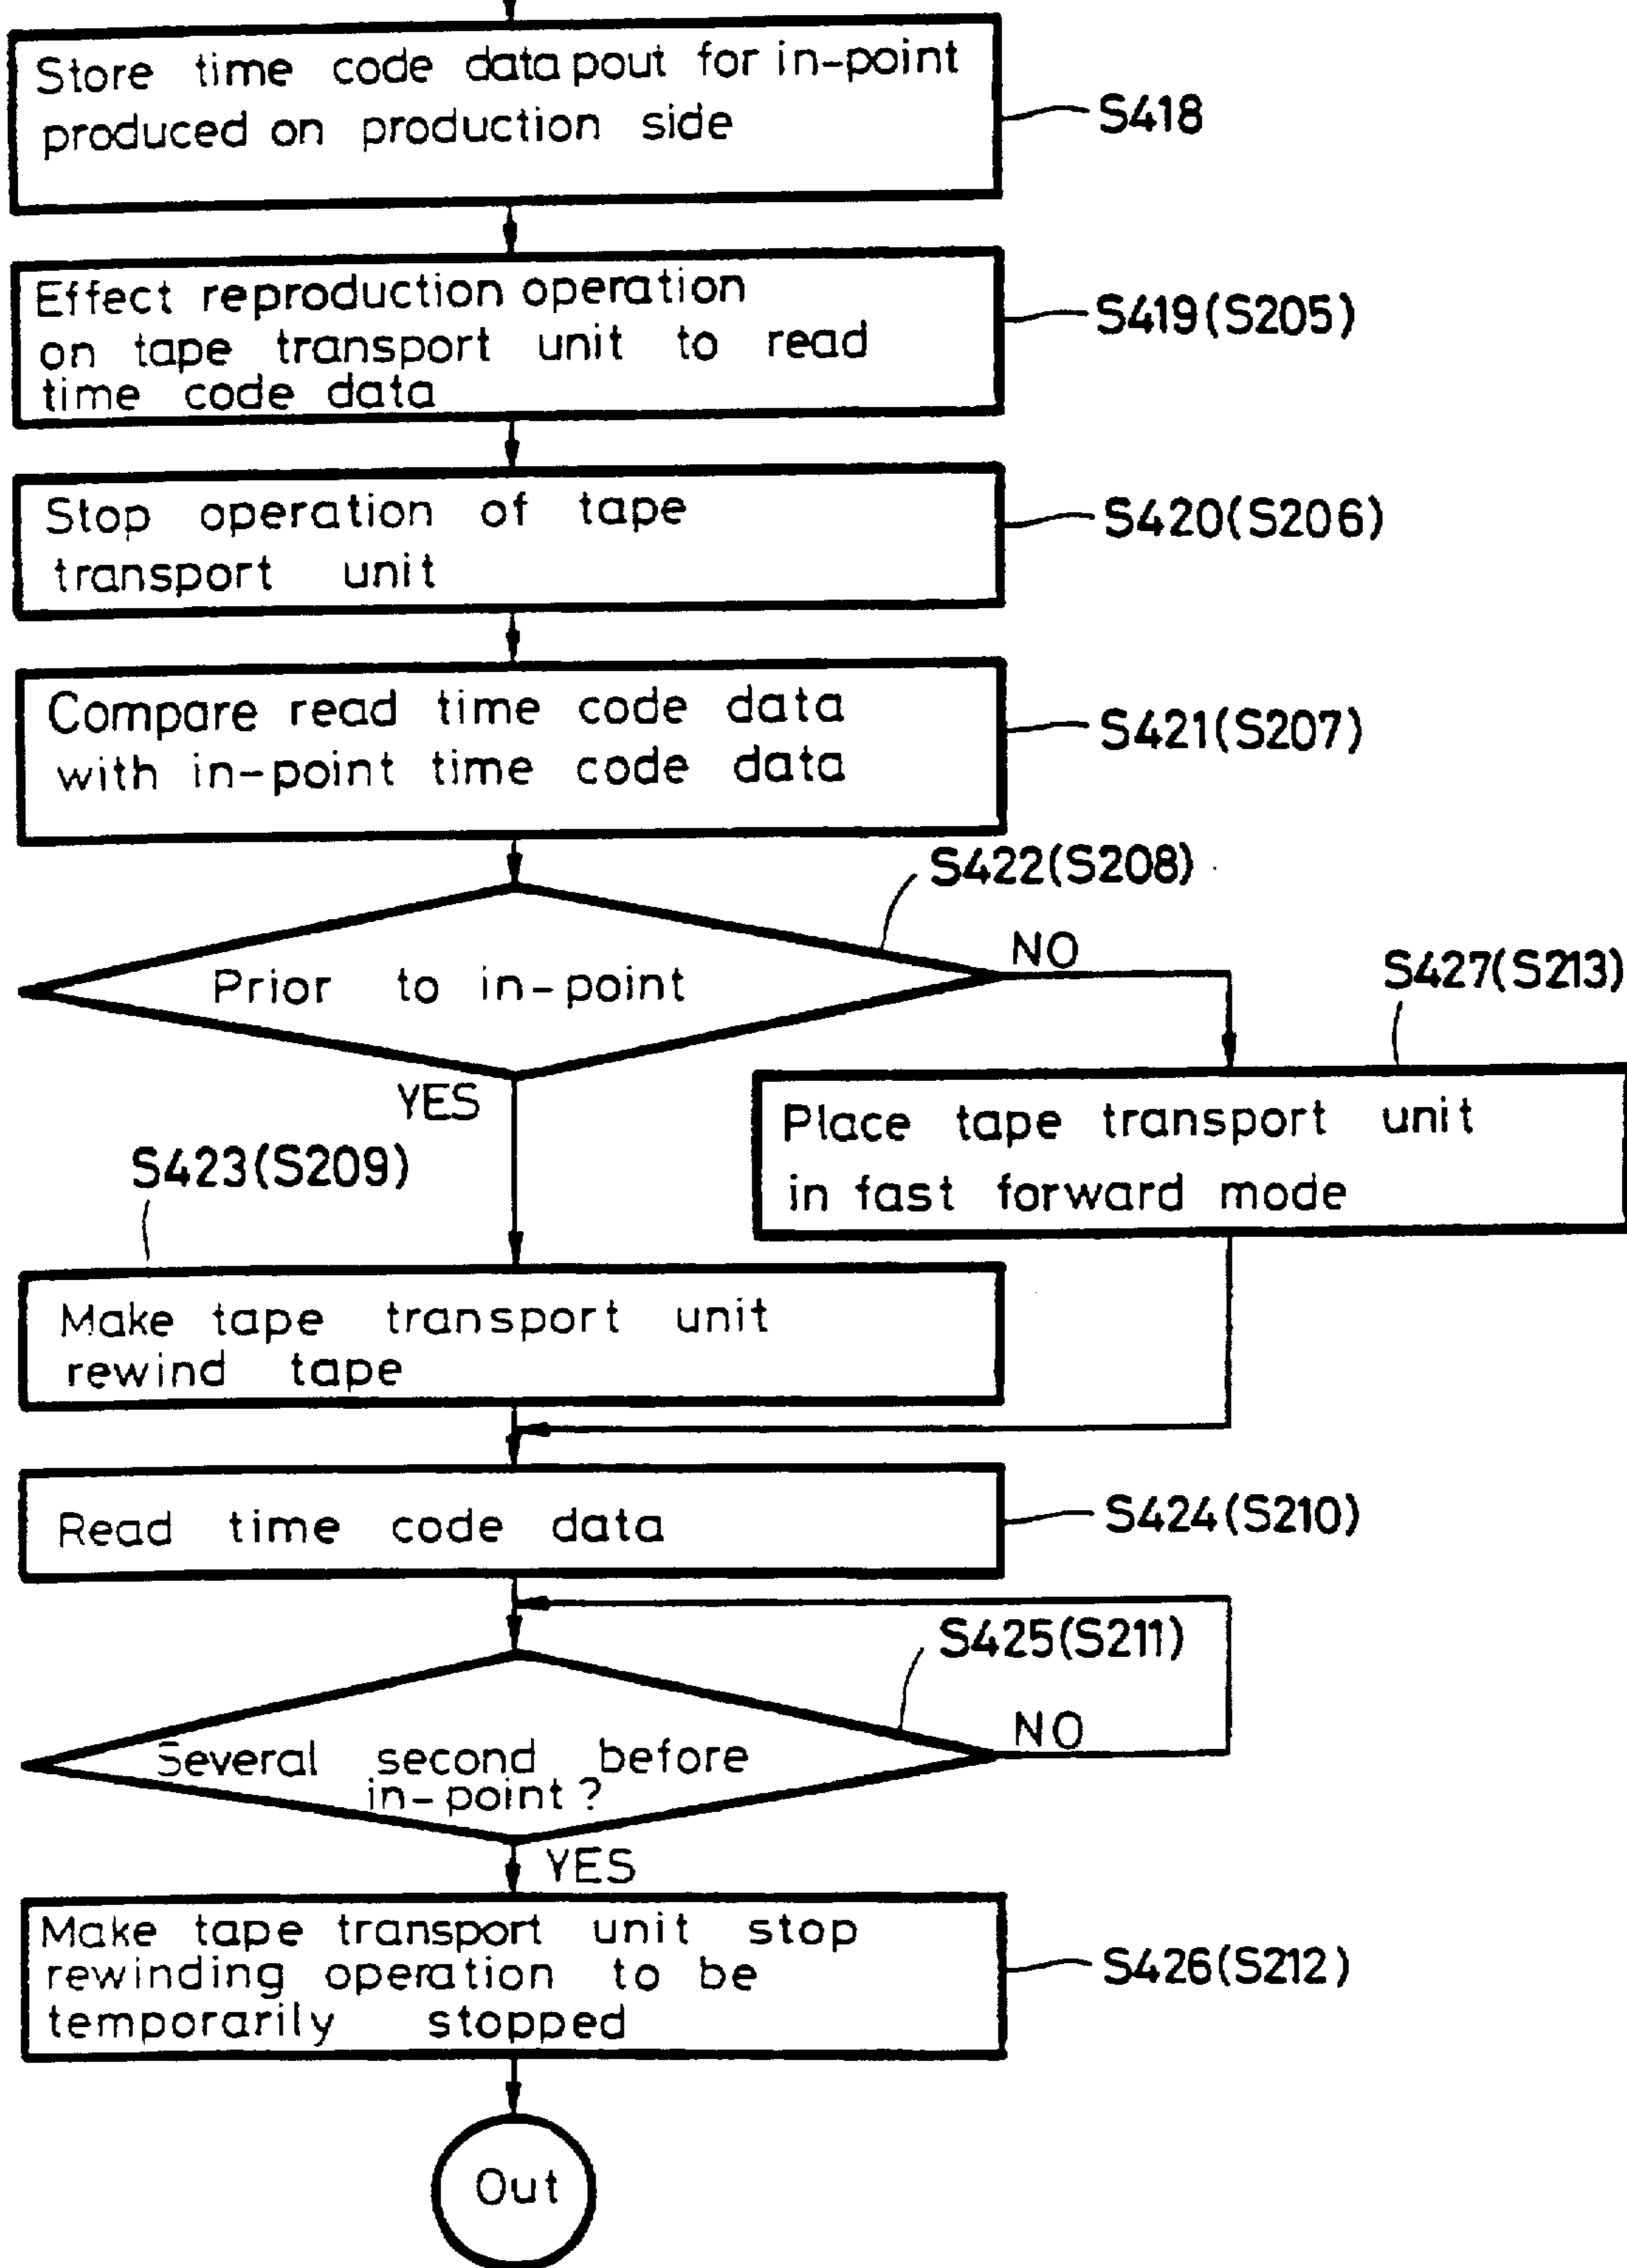 Store time code data pout for in-point
produced on production side
S418
Effect reproduction operation
on tape transport unit to read
time code data
S419(S205)
Stop operation of tape
transport unit
S420(S206)
Compare read time code data
with in-point time code data
S421(S207)
S422(S208)
Prior to in-point
NO
YES
S427(S213)
Place tape transport unit
in fast forward mode
S423(S209)
Make tape transport unit
rewind tape
Read time code data
S424(S210)
S425(S211)
Several second before
in-point?
NO
YES
Make tape transport unit stop
rewinding operation to be
temporarily stopped
S426(S212)
Out